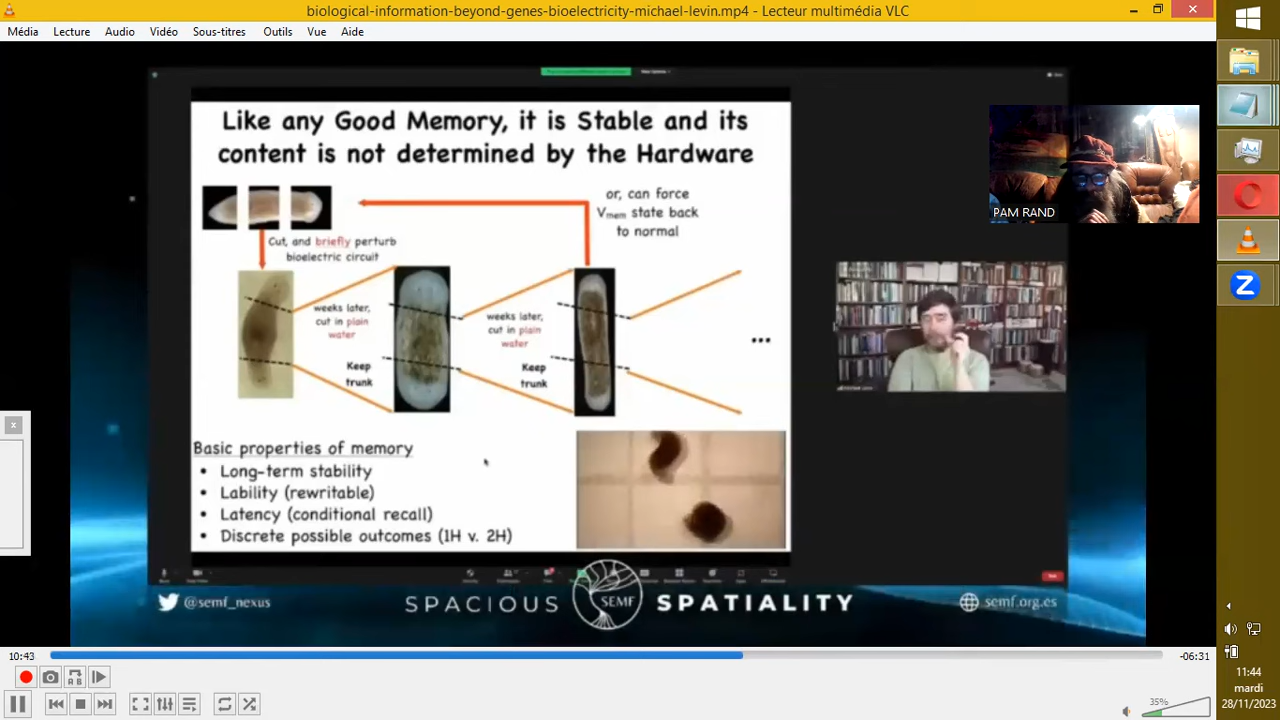 biological-information-beyond-genes-bioelectricity-michael-levin.mp4 - Lecteur multimédia VLC
Média Lecture Audio Vidéo Sous-titres Outils Vue Aide
Like any Good Memory, it is Stable and its
content is not determined by the Hardware
or, can force
Vmem state back
to normal
Cut, and briefly perturb
bioelectric circuit
weeks later,
cut in plain
water
Keep
trunk
weeks later,
cut in plain
water
Keep
trunk
...
Basic properties of memory
• Long-term stability
• Lability (rewritable)
• Latency (conditional recall)
• Discrete possible outcomes (1H v. 2H)
PAM RAND
@semf_nexus
SPACIOUS
SEMF
SPATIALITY
semf.org.es
10:43
-06:31
35%
11:44
mardi
28/11/2023